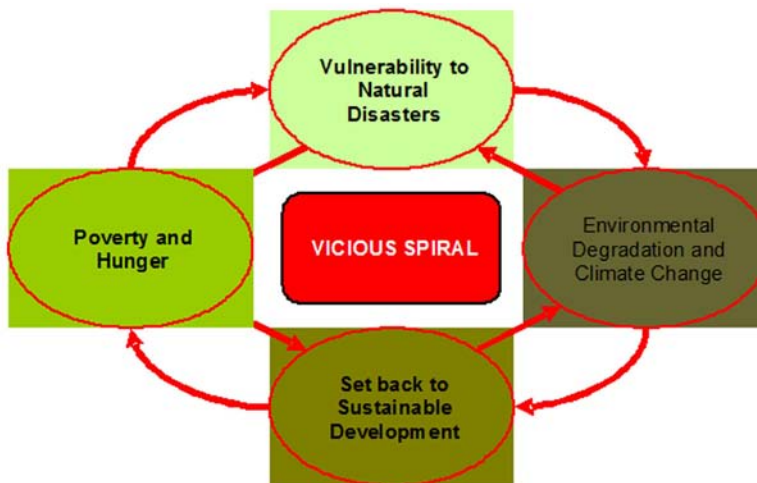 Vulnerability to
Natural
Disasters
Poverty and
Hunger
VICIOUS SPIRAL
Environmental
Degradation and
Climate Change
Set back to
Sustainable
Development